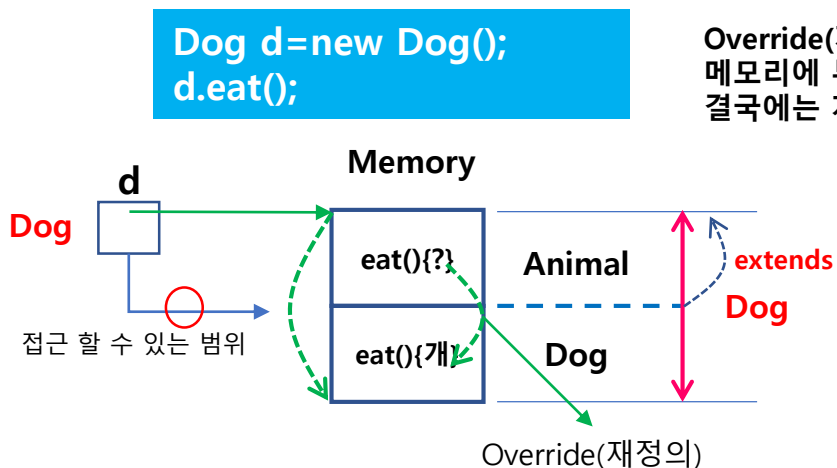 Dog d=new Dog();
d.eat();
Override(
메모리에
결국에는
Memory
d
Dog
eat(){?}
Animal
extends
Dog
접근 할 수 있는 범위
eat(){개}
Dog
Override(재정의)